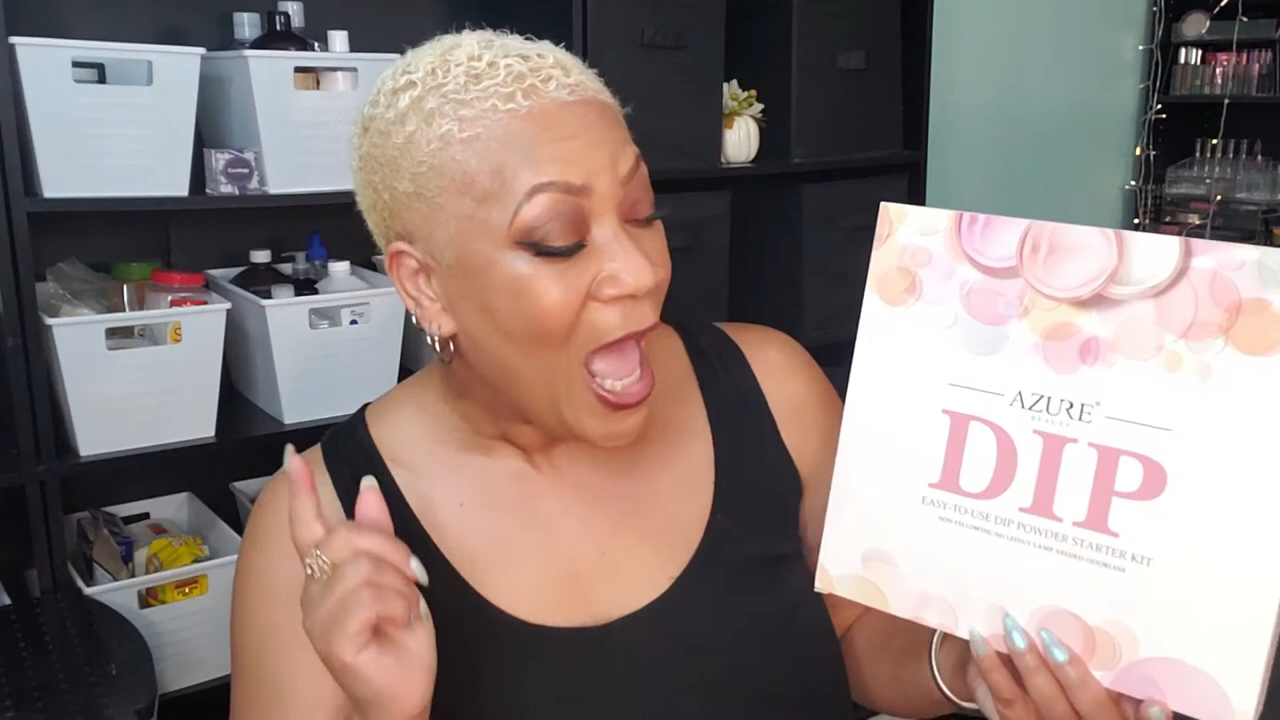 AZURE®
BEAUTY
DIP
EASY-TO-USE DIP POWDER STARTER KIT
NON YELLOWING-NO LED/UV LAMP NEEDED-ODORLESS